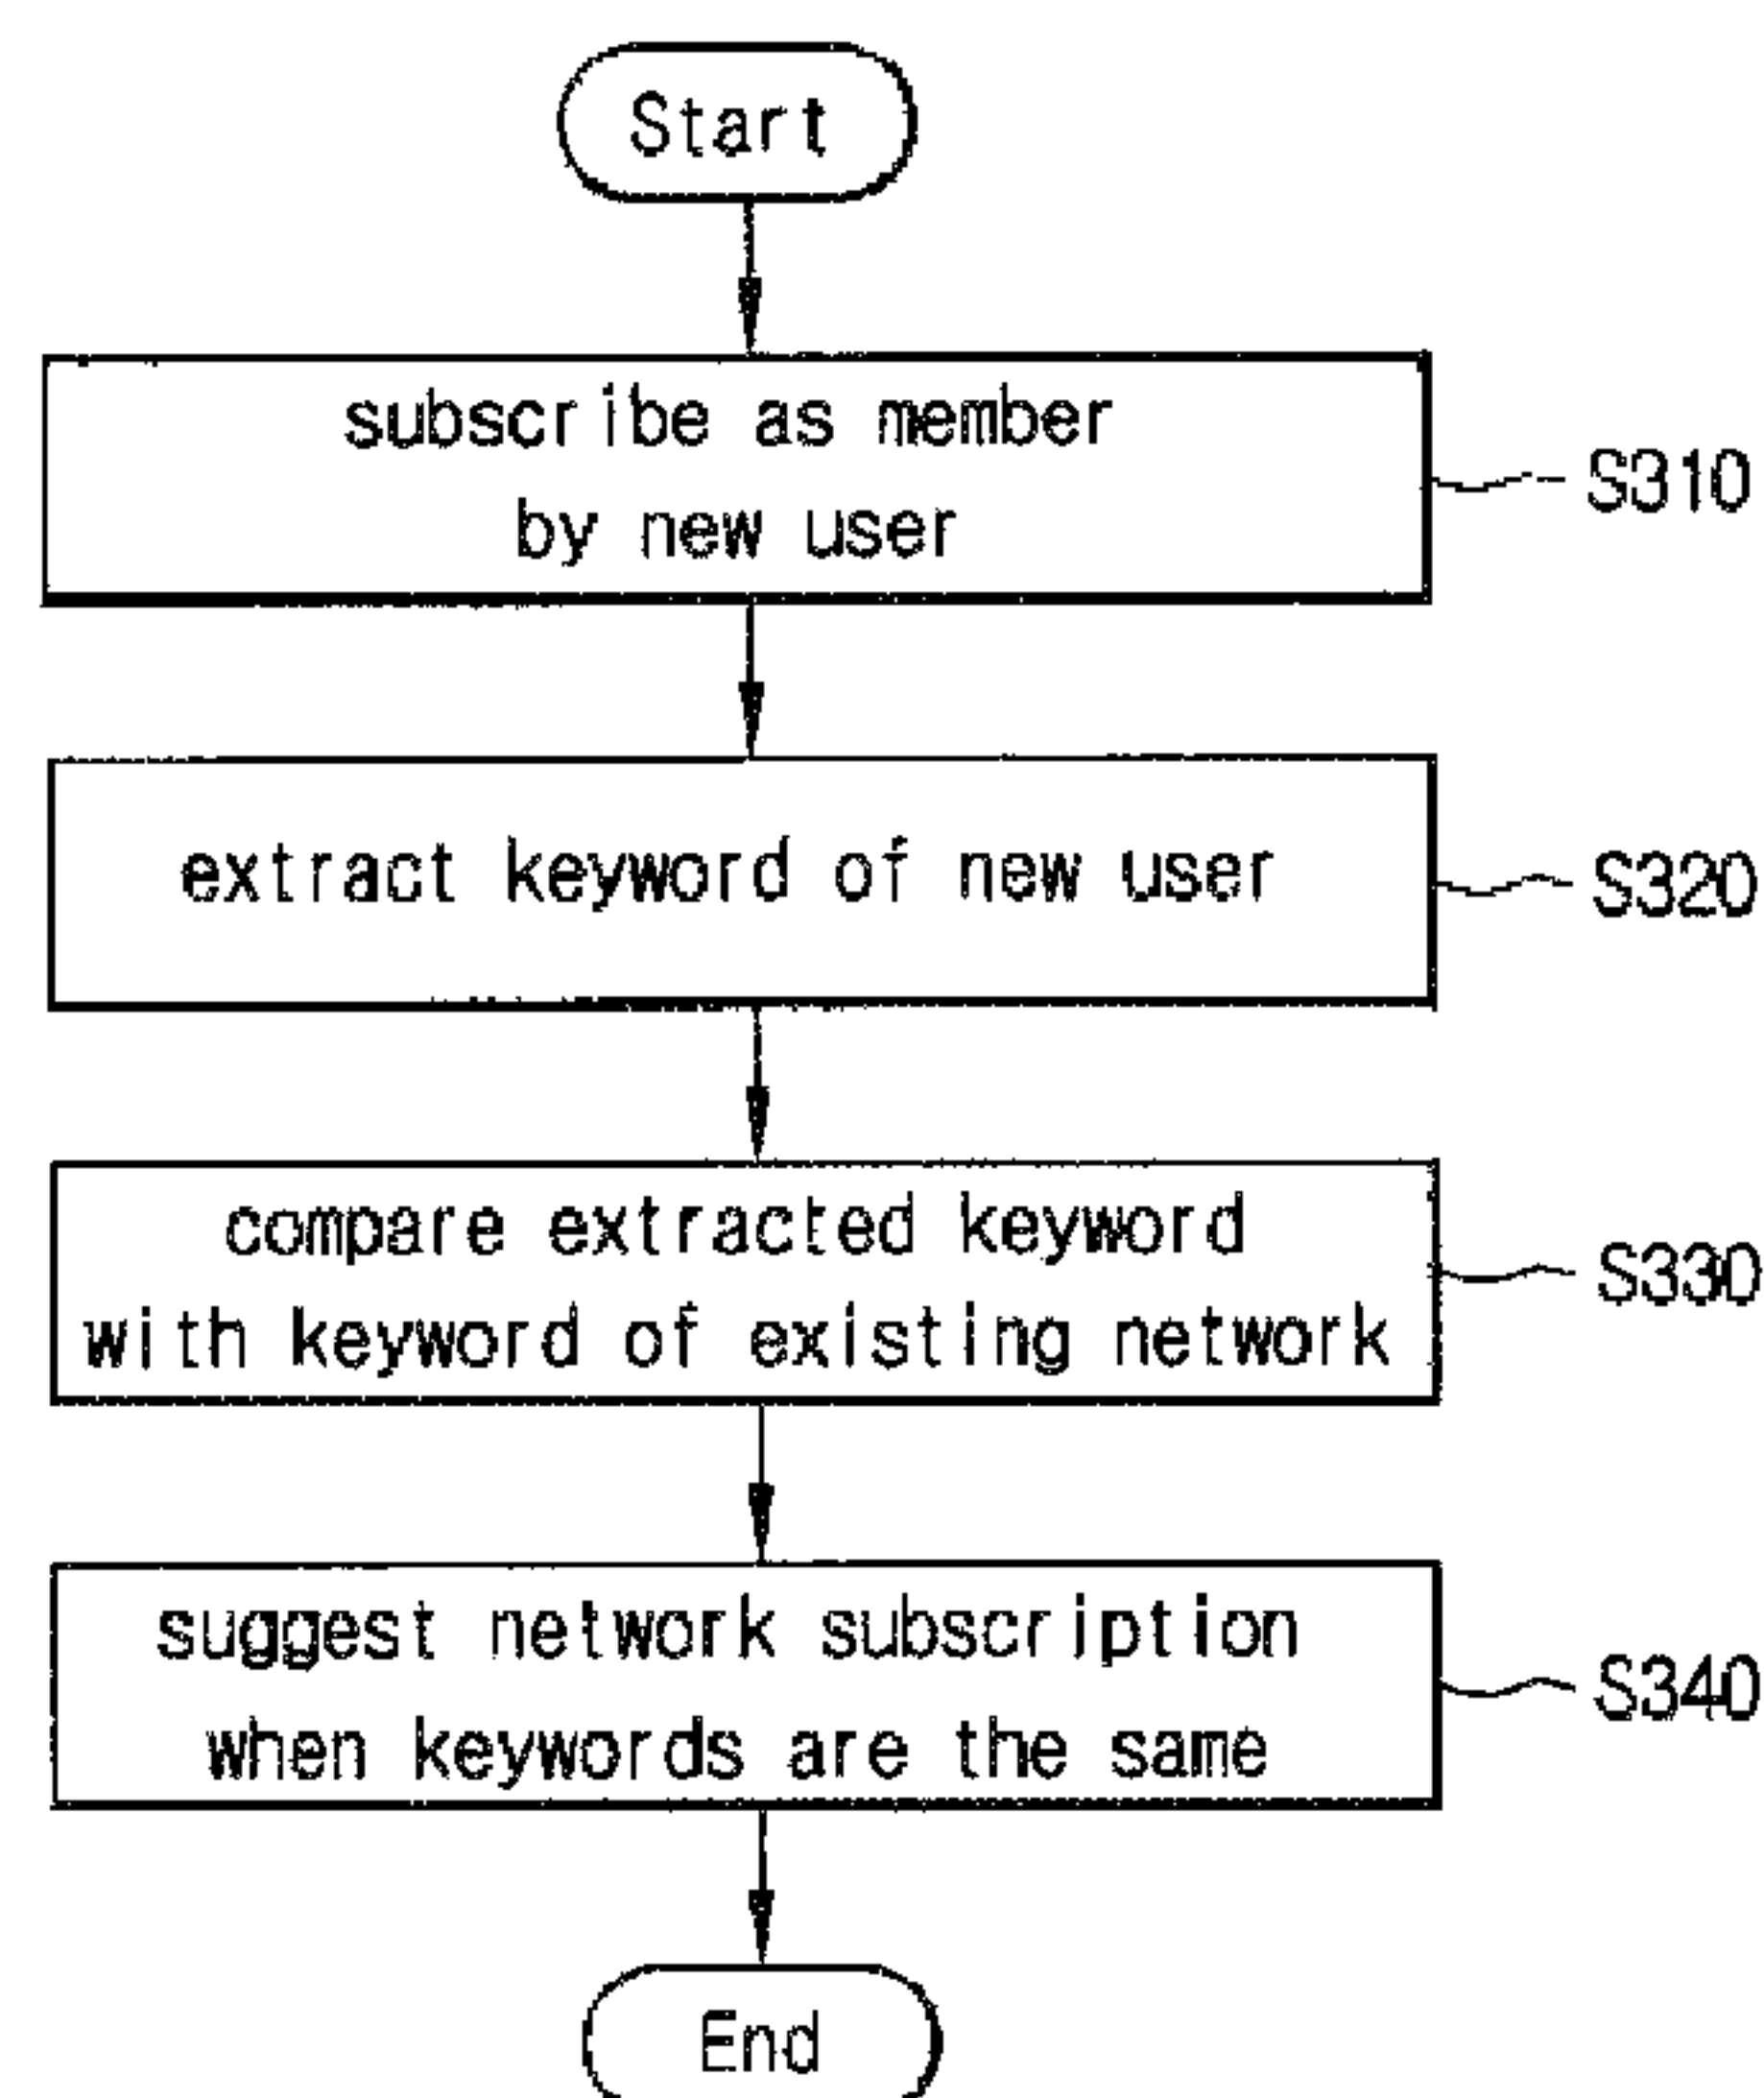 Start
subscribe as member
by new user
S310
extract keyword of new user
S320
compare extracted keyword
with keyword of existing network
S330
suggest network subscription
when keywords are the same
S340
End